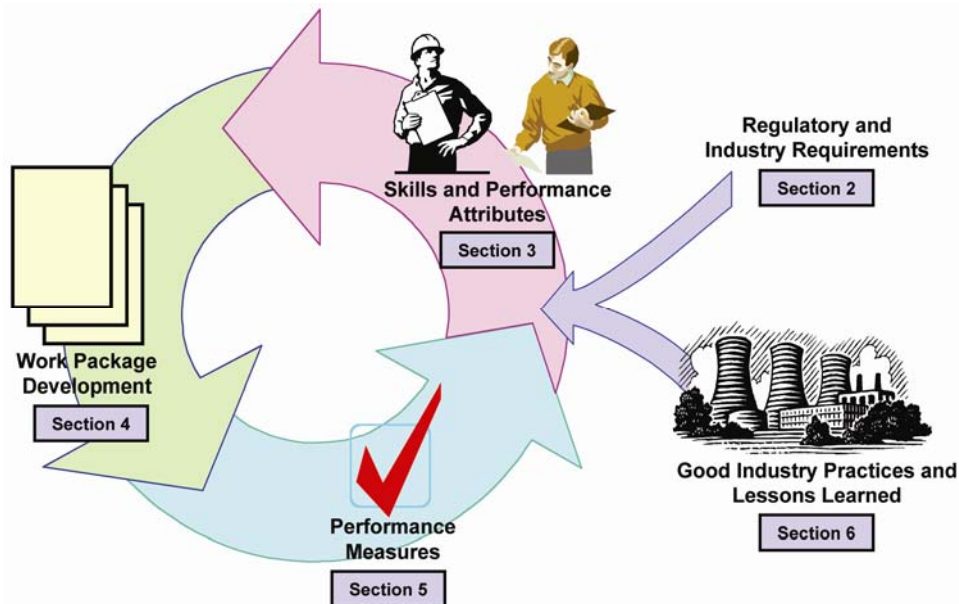 Skills and Performance
Attributes
Section 3
Regulatory and
Industry Requirements
Section 2
Work Package
Development
Section 4
Good Industry Practices and
Lessons Learned
Section 6
Performance
Measures
Section 5